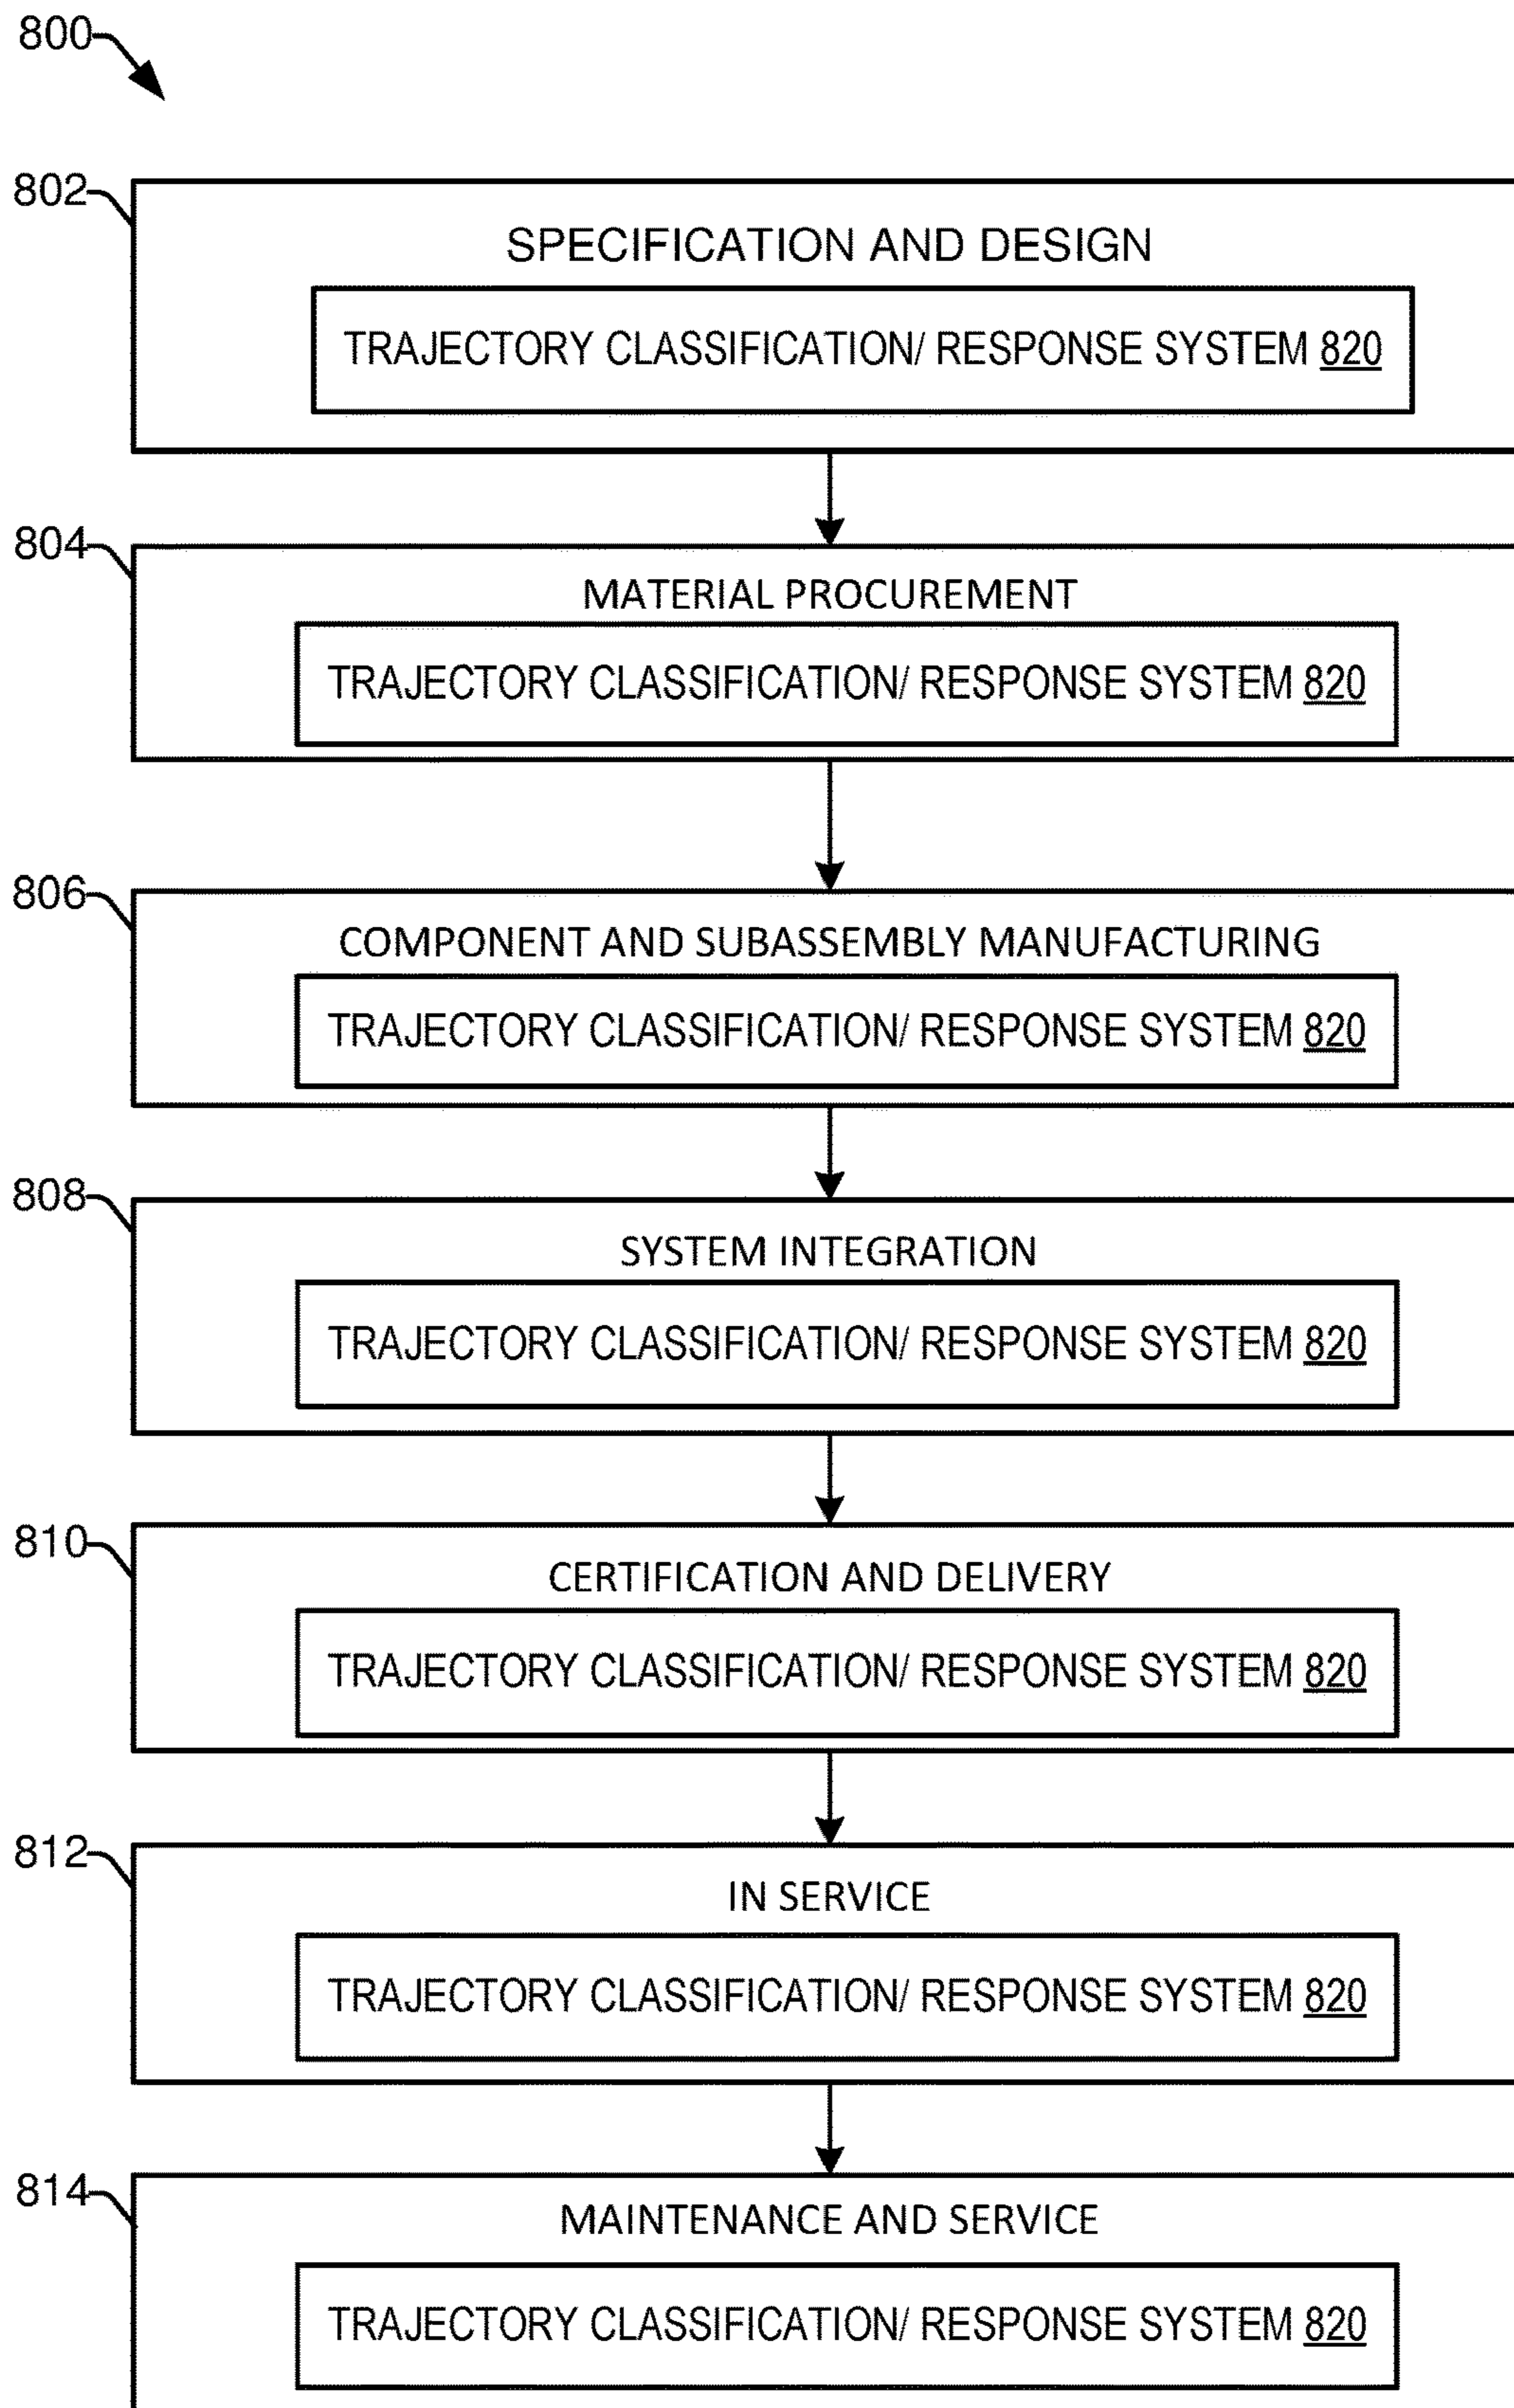 800
802
SPECIFICATION AND DESIGN
TRAJECTORY CLASSIFICATION/ RESPONSE SYSTEM 820
804
MATERIAL PROCUREMENT
TRAJECTORY CLASSIFICATION/ RESPONSE SYSTEM 820
806
COMPONENT AND SUBASSEMBLY MANUFACTURING
TRAJECTORY CLASSIFICATION/ RESPONSE SYSTEM 820
808
SYSTEM INTEGRATION
TRAJECTORY CLASSIFICATION/ RESPONSE SYSTEM 820
810
CERTIFICATION AND DELIVERY
TRAJECTORY CLASSIFICATION/ RESPONSE SYSTEM 820
812
IN SERVICE
TRAJECTORY CLASSIFICATION/ RESPONSE SYSTEM 820
814
MAINTENANCE AND SERVICE
TRAJECTORY CLASSIFICATION/ RESPONSE SYSTEM 820